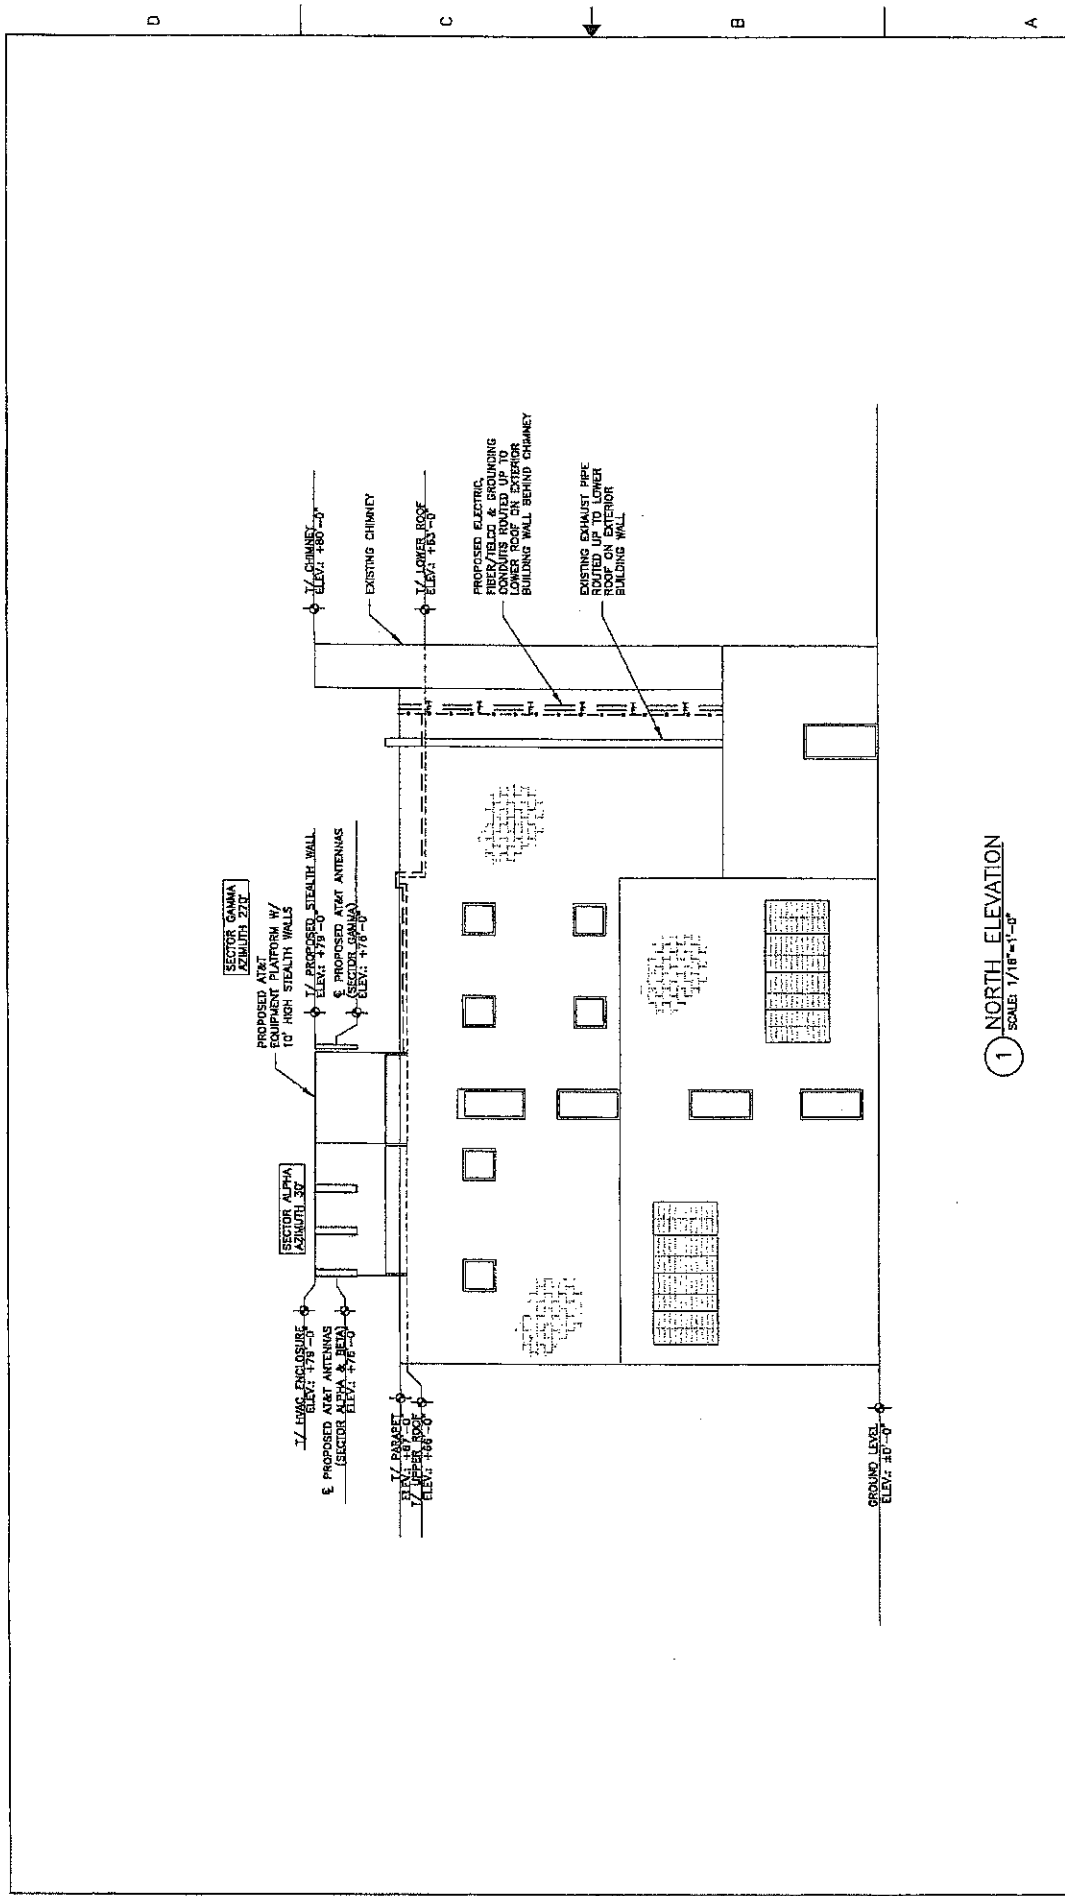 D
C
B
A
SECTOR GAMMA
AZIMUTH 270°
PROPOSED AT&T
EQUIPMENT PLATFORM W/
10' HIGH STEALTH WALLS
T/ PROPOSED STEALTH WALL
ELEV.: +79'-0"
℄ PROPOSED AT&T ANTENNAS
(SECTOR GAMMA)
ELEV.: +76'-0"
SECTOR ALPHA
AZIMUTH 30°
T/ HVAC ENCLOSURE
ELEV.: +79'-0"
℄ PROPOSED AT&T ANTENNAS
(SECTOR ALPHA & BETA)
ELEV.: +76'-0"
T/ PARAPET
ELEV.: +67'-0"
T/ UPPER ROOF
ELEV.: +66'-0"
GROUND LEVEL
ELEV.: ±0'-0"
T/ CHIMNEY
ELEV.: +80'-0"
EXISTING CHIMNEY
T/ LOWER ROOF
ELEV.: +63'-0"
PROPOSED ELECTRIC,
FIBER/TELCO & GROUNDING
CONDUITS ROUTED UP TO
LOWER ROOF ON EXTERIOR
BUILDING WALL BEHIND CHIMNEY
EXISTING EXHAUST PIPE
ROUTED UP TO LOWER
ROOF ON EXTERIOR
BUILDING WALL
1
NORTH ELEVATION
SCALE: 1/16"=1'-0"